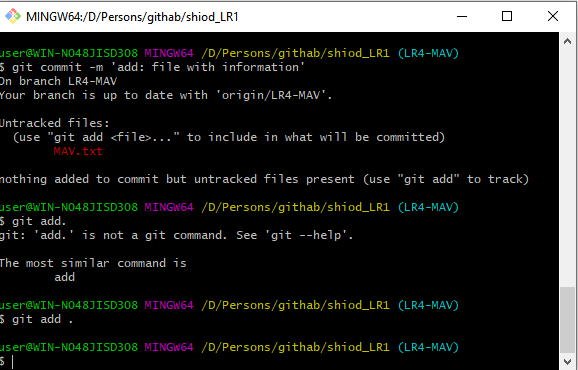 MINGW64:/D/Persons/githab/shiod_LR1
user@WIN-NO48JISD3O8 MINGW64 /D/Persons/githab/shiod_LR1 (LR4-MAV)
$ git commit -m 'add: file with information'
On branch LR4-MAV
Your branch is up to date with 'origin/LR4-MAV'.
Untracked files:
(use "git add <file>..." to include in what will be committed)
MAV.txt
nothing added to commit but untracked files present (use "git add" to track)
user@WIN-NO48JISD3O8 MINGW64 /D/Persons/githab/shiod_LR1 (LR4-MAV)
$ git add.
git: 'add.' is not a git command. See 'git --help'.
The most similar command is
add
user@WIN-NO48JISD3O8 MINGW64 /D/Persons/githab/shiod_LR1 (LR4-MAV)
$ git add .
user@WIN-NO48JISD3O8 MINGW64 /D/Persons/githab/shiod_LR1 (LR4-MAV)
$